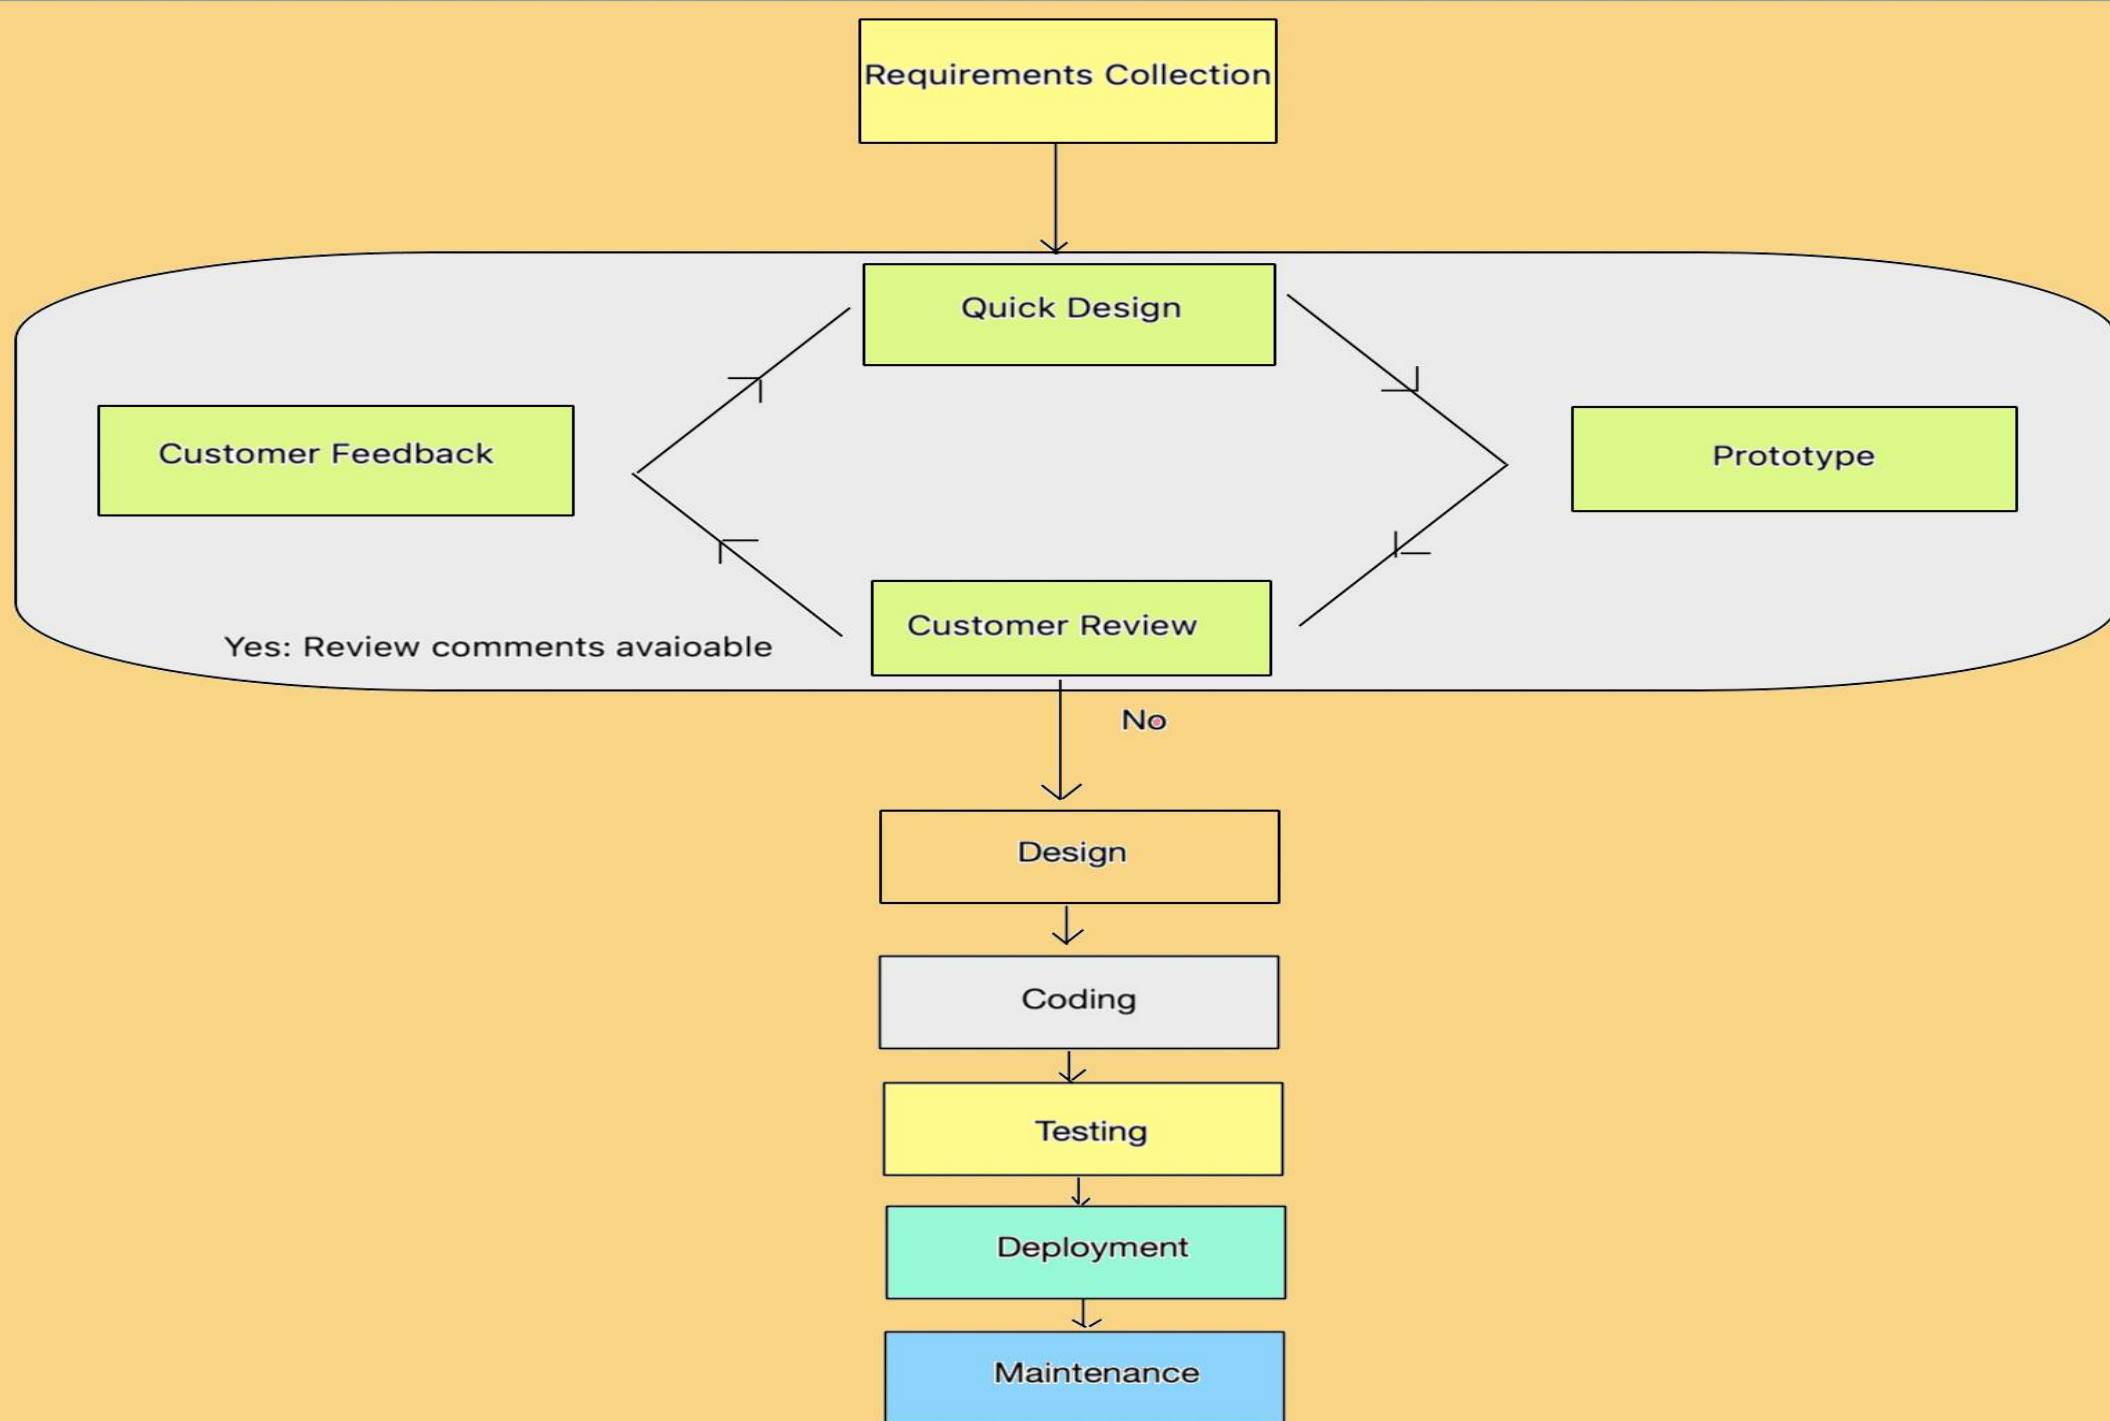 Requirements Collection
Quick Design
Customer Feedback
Prototype
Customer Review
Yes: Review comments avaioable
No
Design
Coding
Testing
Deployment
Maintenance